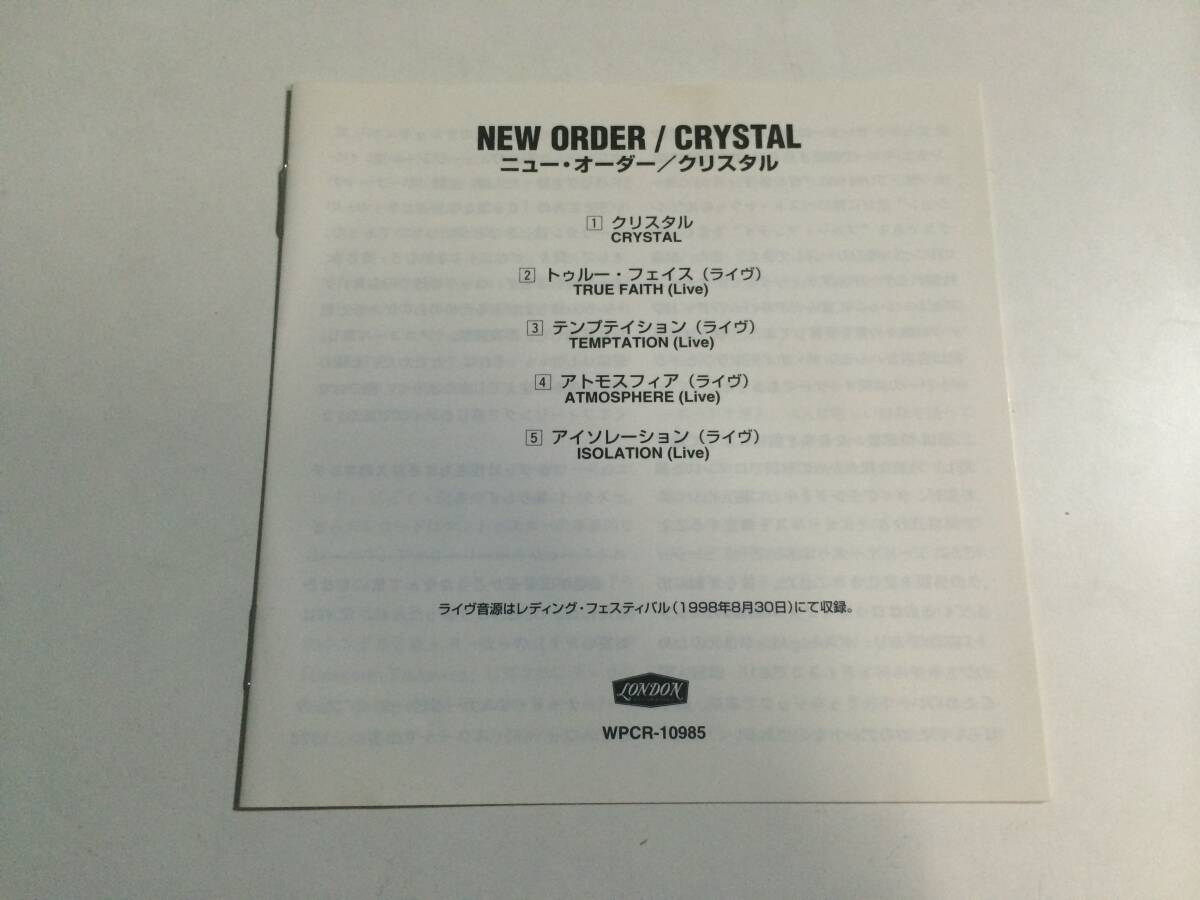 NEW ORDER / CRYSTAL
ニュー・オーダー／クリスタル
1 クリスタル
CRYSTAL
2 トゥルー・フェイス（ライヴ）
TRUE FAITH (Live)
3 テンプテイション（ライヴ）
TEMPTATION (Live)
4 アトモスフィア（ライヴ）
ATMOSPHERE (Live)
5 アイソレーション（ライヴ）
ISOLATION (Live)
ライヴ音源はレディング・フェスティバル（1998年8月30日）にて収録。
LONDON
WPCR-10985